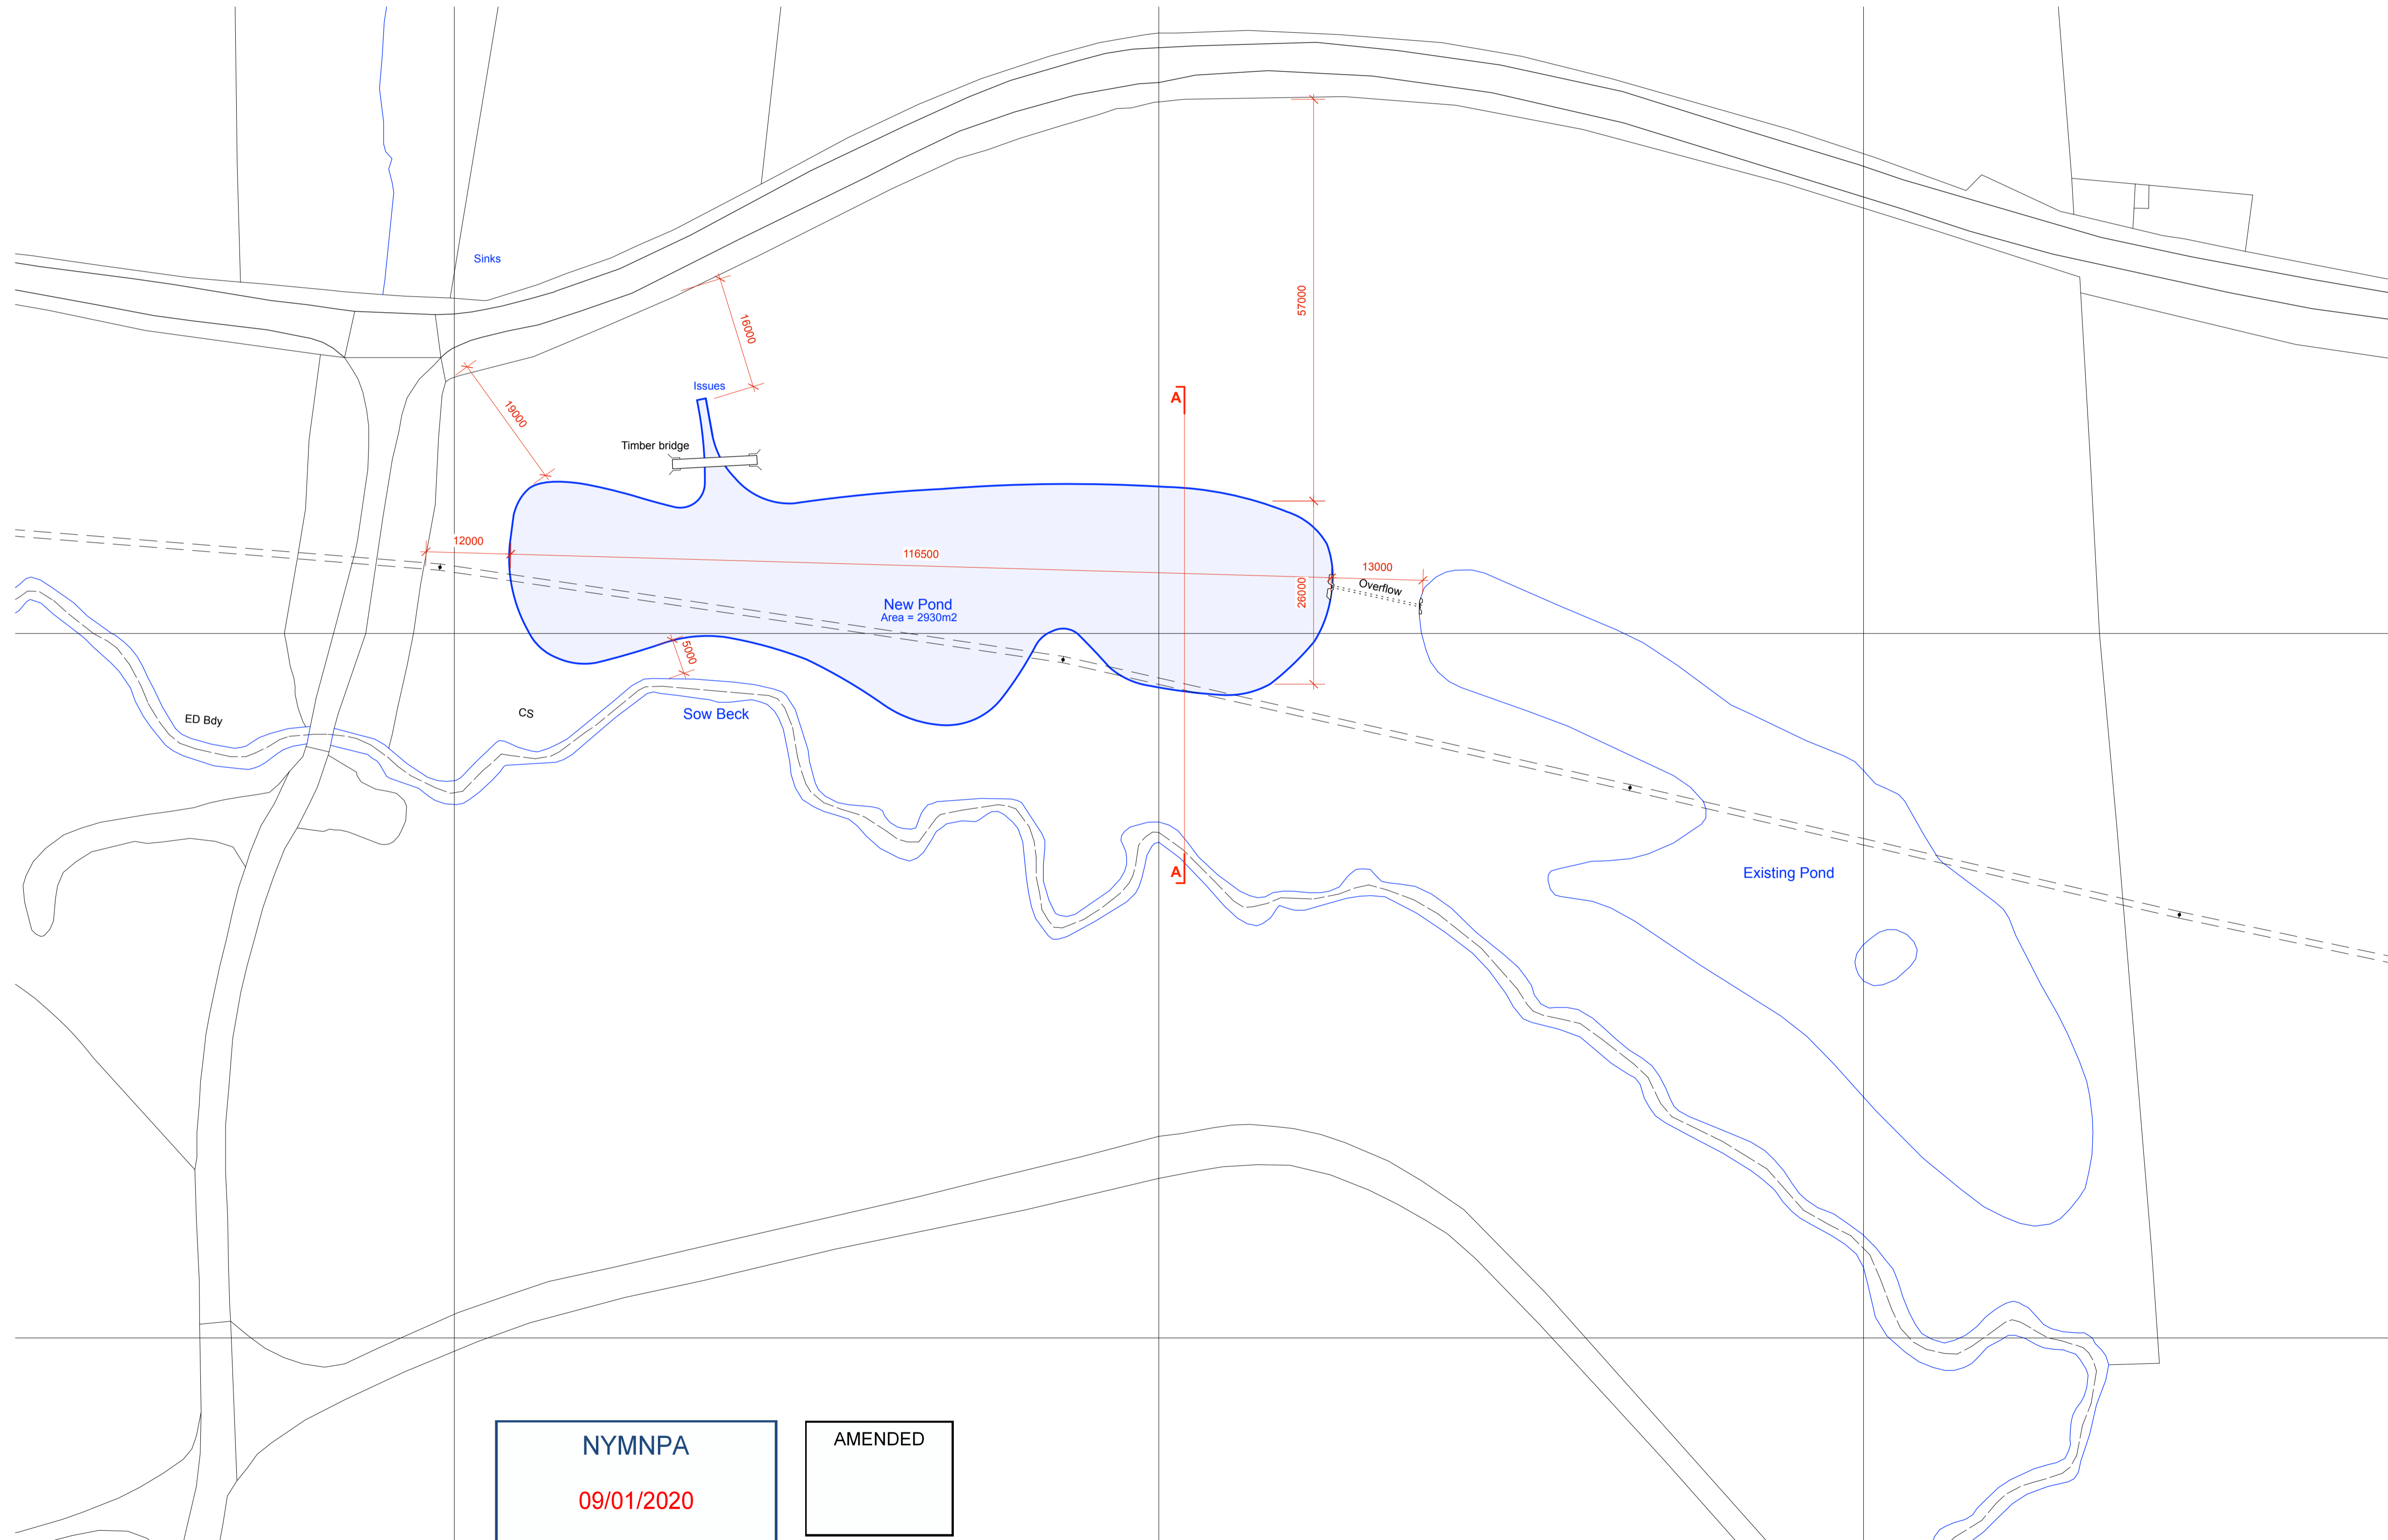 Sinks
57000
16000
Issues
A
19000
Timber bridge
12000
116500
13000
Overflow
26000
New Pond
Area = 2930m2
5000
CS
Sow Beck
ED Bdy
A
Existing Pond
NYMNPA
09/01/2020
AMENDED